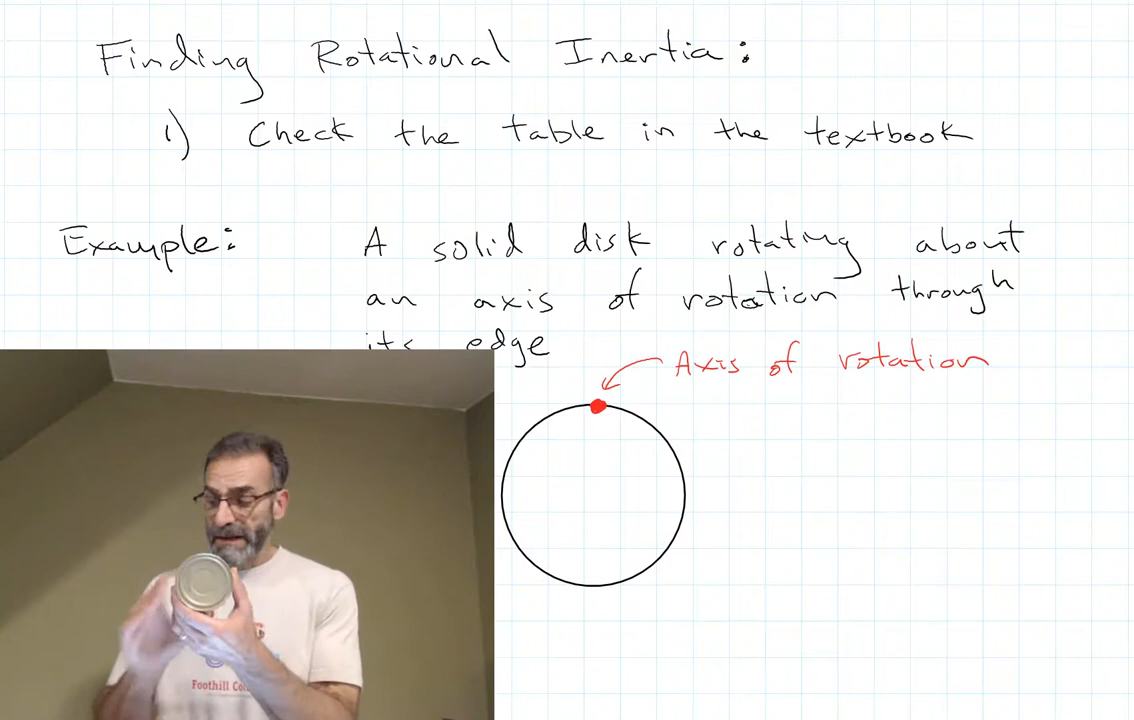 Finding Rotational Inertia:
1) Check the table in the textbook
Example: A solid disk rotating about
an axis of rotation through
its edge
Axis of rotation
Foothill